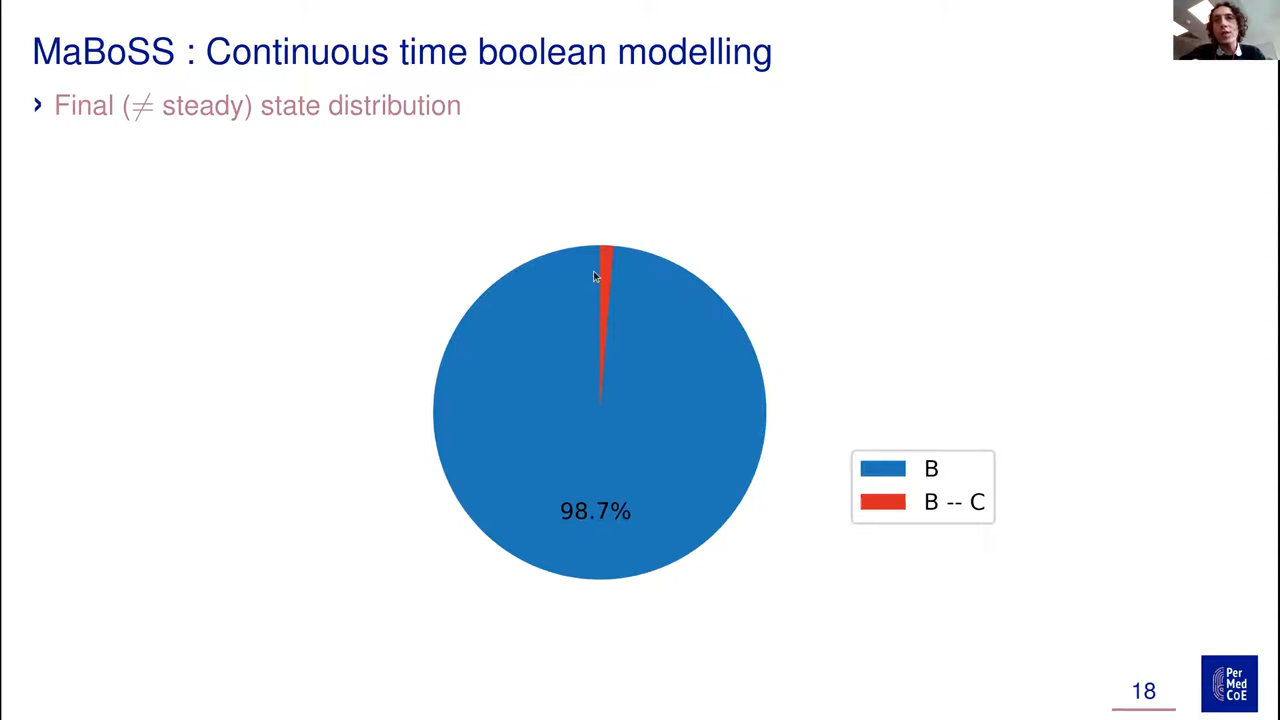 MaBoSS : Continuous time boolean modelling
› Final (≠ steady) state distribution
98.7%
B
B -- C
18
Per
Med
CoE